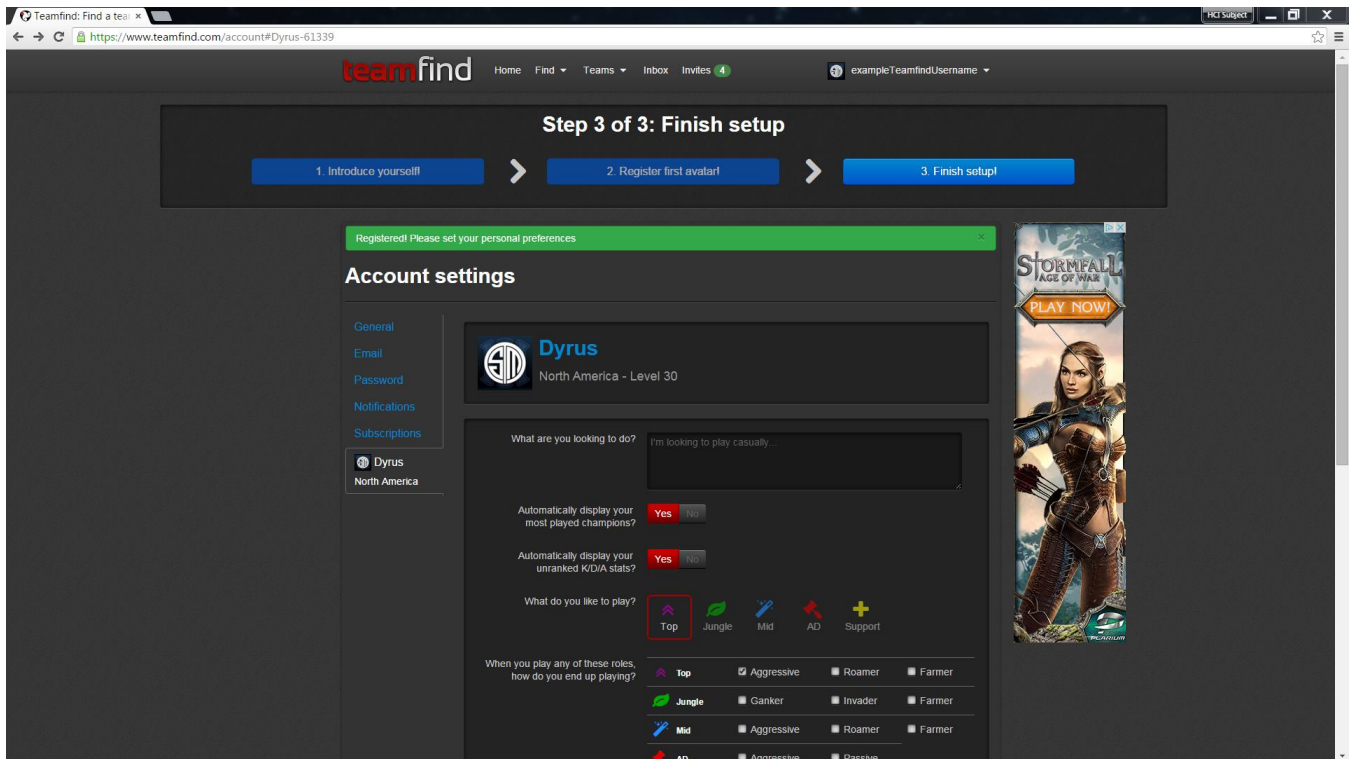 Teamfind: Find a tea
HCI Subject
https://www.teamfind.com/account#Dyrus-61339
teamfind
Home Find Teams Inbox Invites 4 exampleTeamfindUsername
Step 3 of 3: Finish setup
1. Introduce yourself! 2. Register first avatar! 3. Finish setup!
Registered! Please set your personal preferences
Account settings
STORMFALL
AGE OF WAR
PLAY NOW!
PLARIUM
General
Email
Password
Notifications
Subscriptions
Dyrus
North America
Dyrus
North America - Level 30
What are you looking to do?
I'm looking to play casually...
Automatically display your
most played champions?
Yes No
Automatically display your
unranked K/D/A stats?
Yes No
What do you like to play?
Top Jungle Mid AD Support
When you play any of these roles,
how do you end up playing?
Top Aggressive Roamer Farmer
Jungle Ganker Invader Farmer
Mid Aggressive Roamer Farmer
AD Aggressive Passive